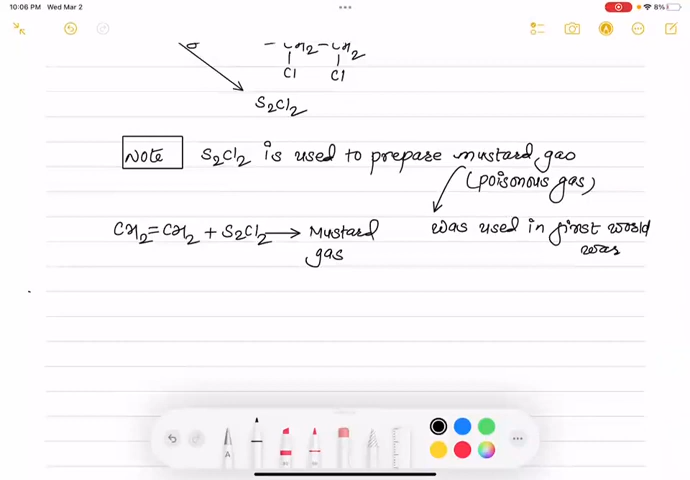 10:06 PM Wed Mar 2
8%
- CH2-CH2
Cl Cl
S2Cl2
Note S2Cl2 is used to prepare mustard gas
(poisonous gas)
CH2=CH2 + S2Cl2 → Mustard gas
was used in first world was
A